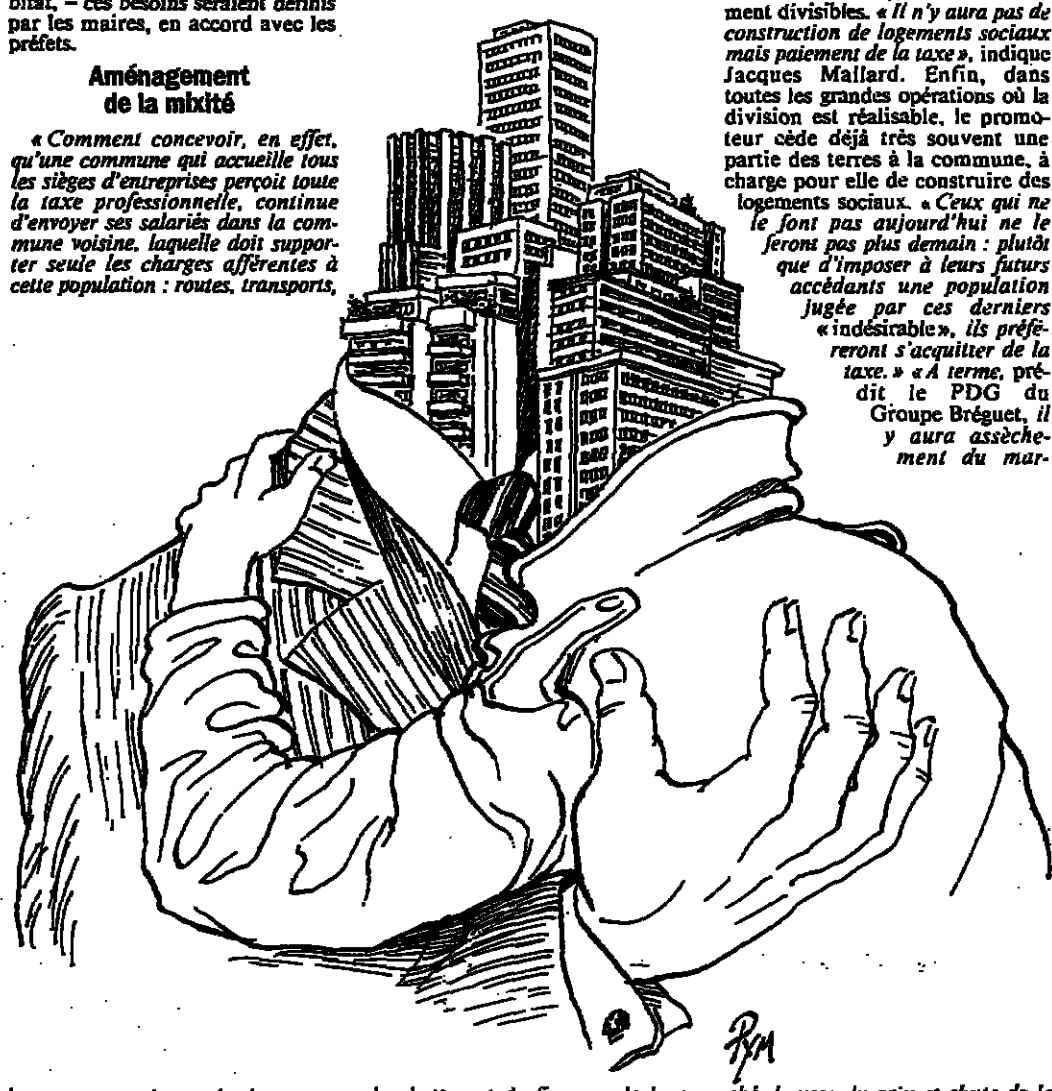 par les maires, en accord avec les
préfets.
Aménagement
de la mixité
« Comment concevoir, en effet,
qu'une commune qui accueille tous
les sièges d'entreprises perçoit toute
la taxe professionnelle, continue
d'envoyer ses salariés dans la com-
mune voisine, laquelle doit suppor-
ter seule les charges afférentes à
cette population : routes, transports,
ment divisibles. « Il n'y aura pas de
construction de logements sociaux
mais paiement de la taxe », indique
Jacques Mallard. Enfin, dans
toutes les grandes opérations où la
division est réalisable, le promo-
teur cède déjà très souvent une
partie des terres à la commune, à
charge pour elle de construire des
logements sociaux. « Ceux qui ne
le font pas aujourd'hui ne le
feront pas plus demain : plutôt
que d'imposer à leurs futurs
accédants une population
jugée par ces derniers
« indésirable », ils préfé-
reront s'acquitter de la
taxe. » « A terme, pré-
dit le PDG du
Groupe Bréguet, il
y aura assèche-
ment du mar-
PXM